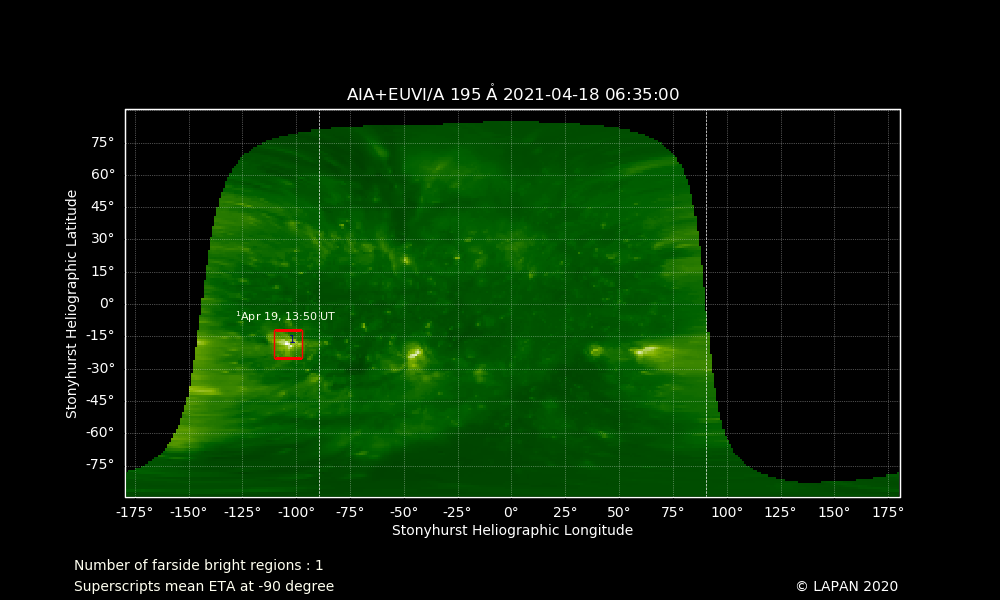 AIA+EUVI/A 195 Å 2021-04-18 06:35:00
Stonyhurst Heliographic Latitude
75°
60°
45°
30°
15°
0°
-15°
-30°
-45°
-60°
-75°
¹Apr 19, 13:50 UT
1
-175° -150° -125° -100° -75° -50° -25° 0° 25° 50° 75° 100° 125° 150° 175°
Stonyhurst Heliographic Longitude
Number of farside bright regions : 1
Superscripts mean ETA at -90 degree
© LAPAN 2020